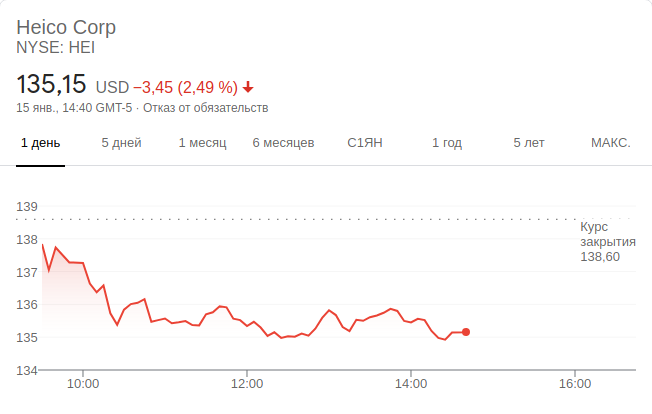 Heico Corp
NYSE: HEI
135,15 USD −3,45 (2,49 %)
15 янв., 14:40 GMT-5 · Отказ от обязательств
1 день 5 дней 1 месяц 6 месяцев С1ЯН 1 год 5 лет МАКС.
139
138
137
136
135
134
Курс
закрытия
138,60
10:00 12:00 14:00 16:00